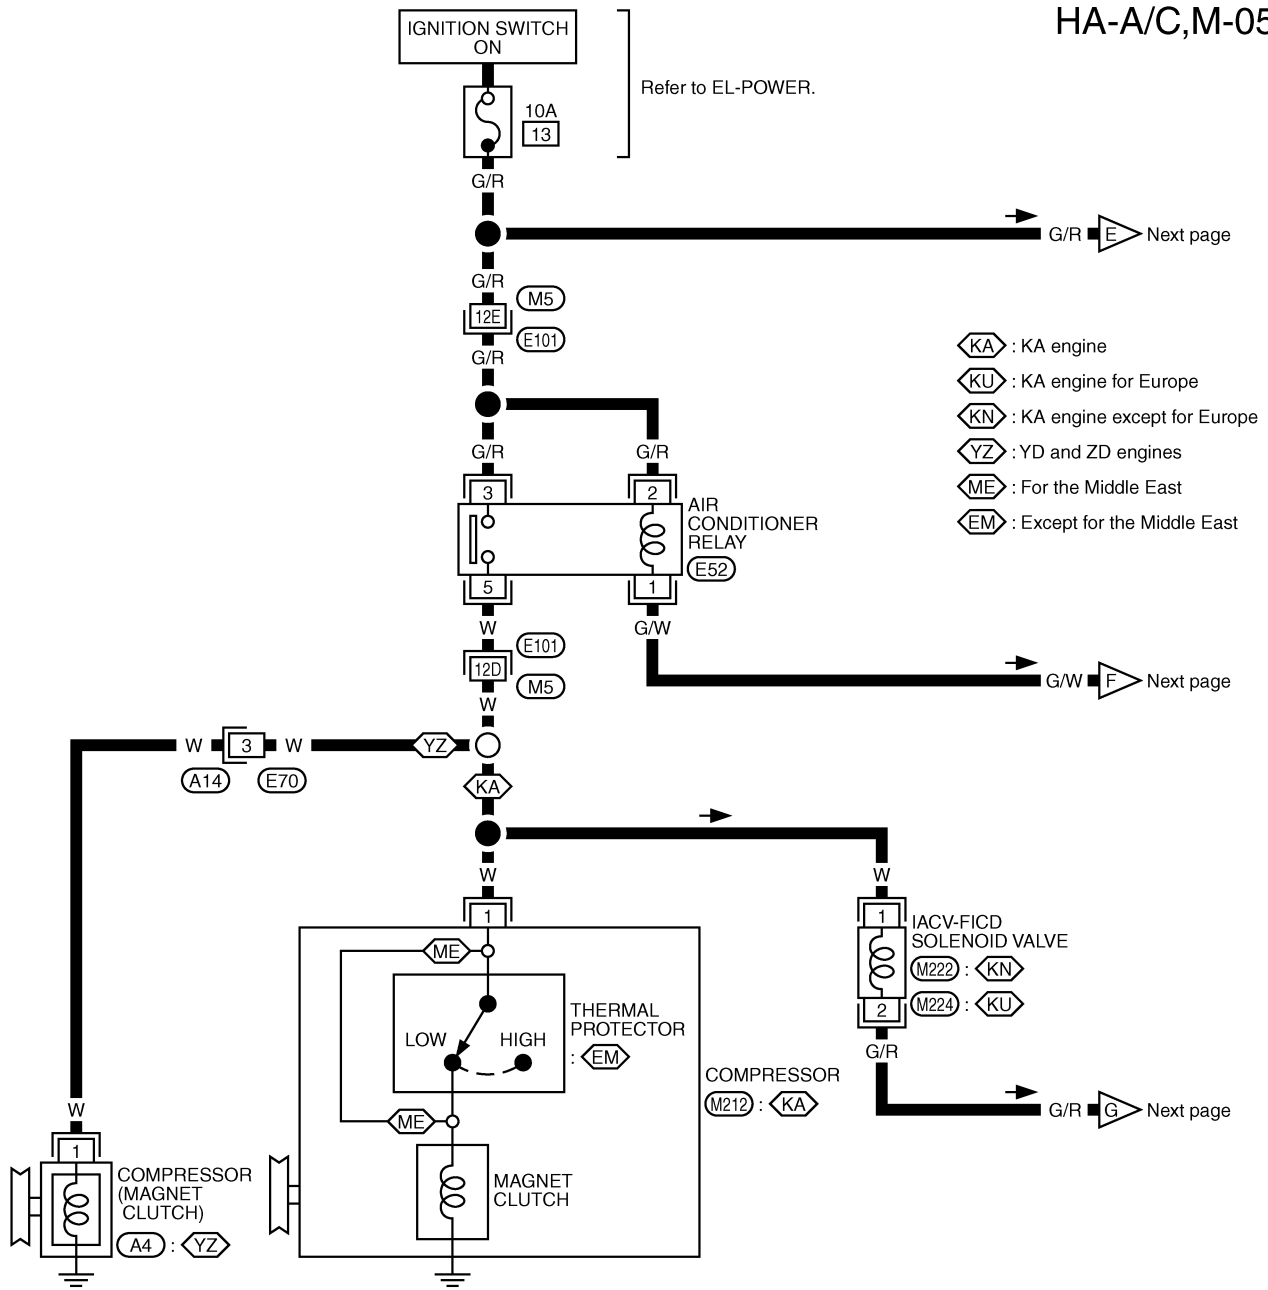 HA-A/C,M-05
IGNITION SWITCH
ON
Refer to EL-POWER.
10A
13
G/R
G/R
E
Next page
G/R
M5
12E
E101
G/R
KA : KA engine
KU : KA engine for Europe
KN : KA engine except for Europe
YZ : YD and ZD engines
ME : For the Middle East
EM : Except for the Middle East
G/R
G/R
3
2
AIR
CONDITIONER
RELAY
E52
5
1
W
G/W
E101
12D
M5
G/W
F
Next page
W
W
3
W
YZ
A14
E70
KA
W
W
1
1
IACV-FICD
SOLENOID VALVE
M222 : KN
M224 : KU
2
G/R
ME
THERMAL
PROTECTOR
: EM
LOW
HIGH
COMPRESSOR
M212 : KA
G/R
G
Next page
ME
W
1
COMPRESSOR
(MAGNET
CLUTCH)
A4 : YZ
MAGNET
CLUTCH